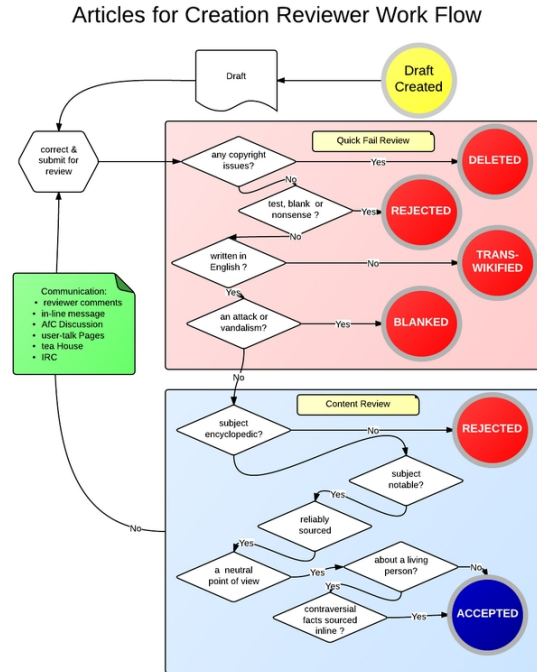 Articles for Creation Reviewer Work Flow
Draft
Draft
Created
correct &
submit for
review
Quick Fail Review
any copyright
issues?
Yes
DELETED
No
test, blank or
nonsense ?
Yes
REJECTED
No
written in
English ?
No
TRANS-
WIKIFIED
Yes
an attack or
vandalism?
Yes
BLANKED
No
Communication:
• reviewer comments
• in-line message
• AfC Discussion
• user-talk Pages
• tea House
• IRC
Content Review
subject
encyclopedic?
No
REJECTED
subject
notable?
Yes
reliably
sourced
Yes
a neutral
point of view
Yes
about a living
person?
No
Yes
contraversial
facts sourced
inline ?
Yes
ACCEPTED
No